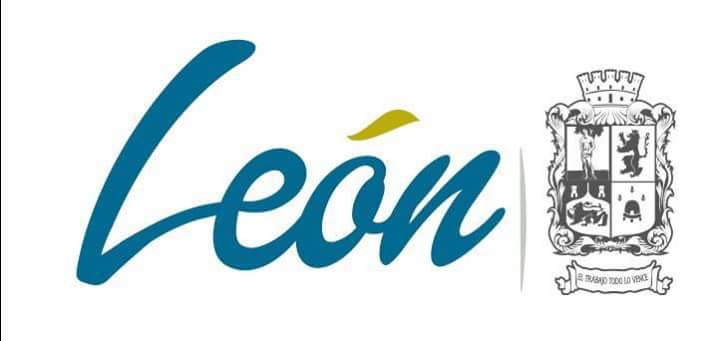 León
EL TRABAJO TODO LO VENCE